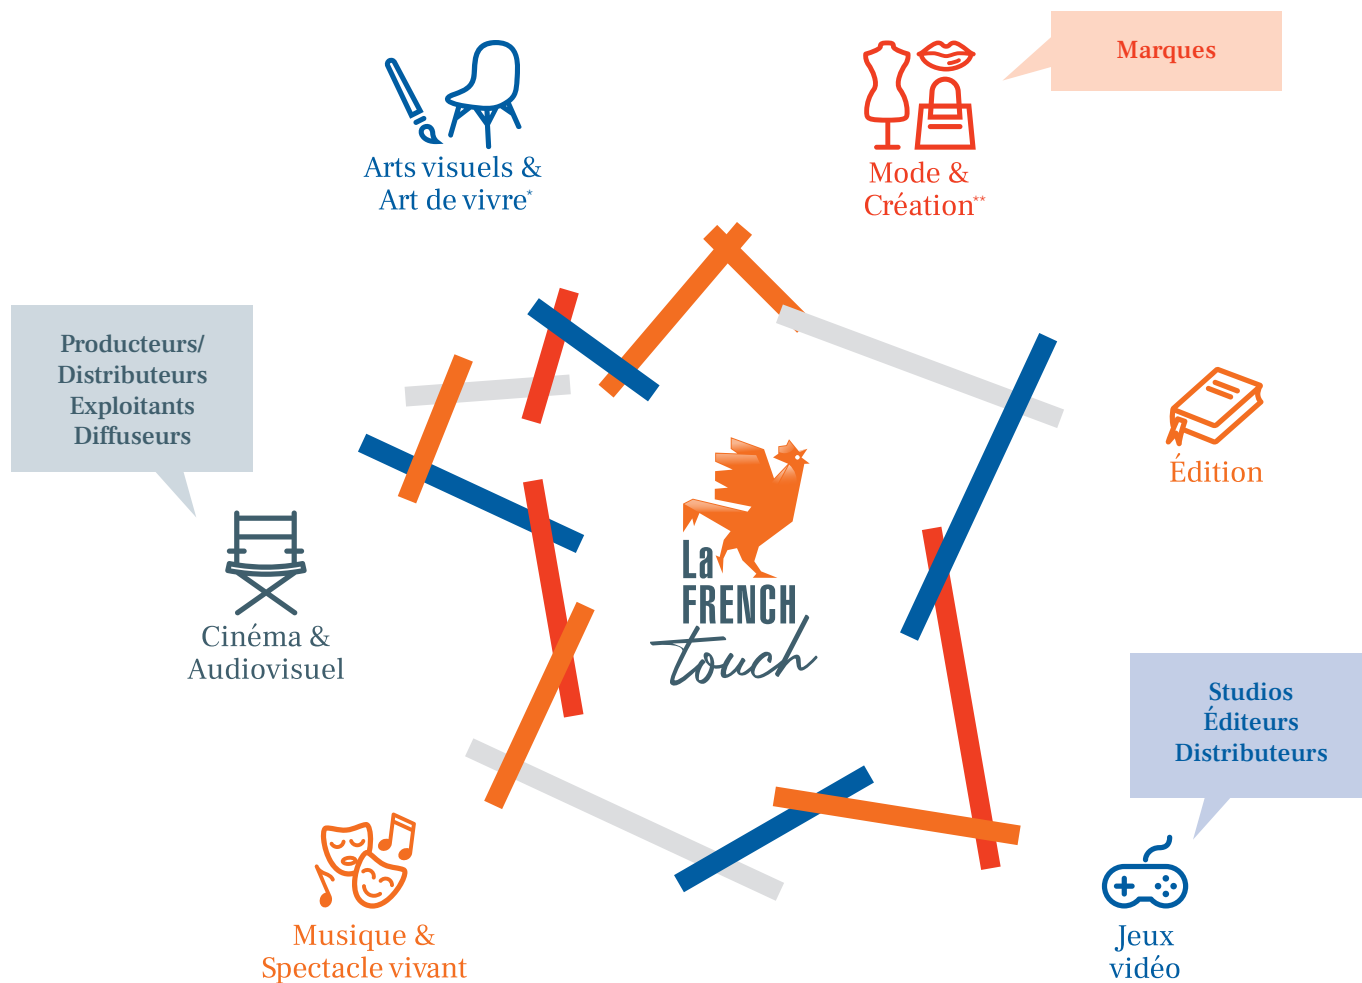 Marques
Arts visuels &
Art de vivre*
Mode &
Création**
Producteurs/
Distributeurs
Exploitants
Diffuseurs
Édition
La
FRENCH
touch
Cinéma &
Audiovisuel
Studios
Éditeurs
Distributeurs
Musique &
Spectacle vivant
Jeux
vidéo